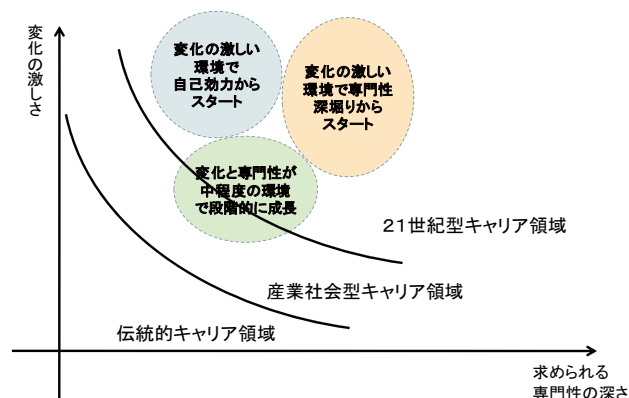 変化の激しさ
変化の激しい
環境で
自己効力から
スタート
変化の激しい
環境で専門性
深堀りから
スタート
変化と専門性が
中程度の環境
で段階的に成長
21世紀型キャリア領域
産業社会型キャリア領域
伝統的キャリア領域
求められる
専門性の深さ